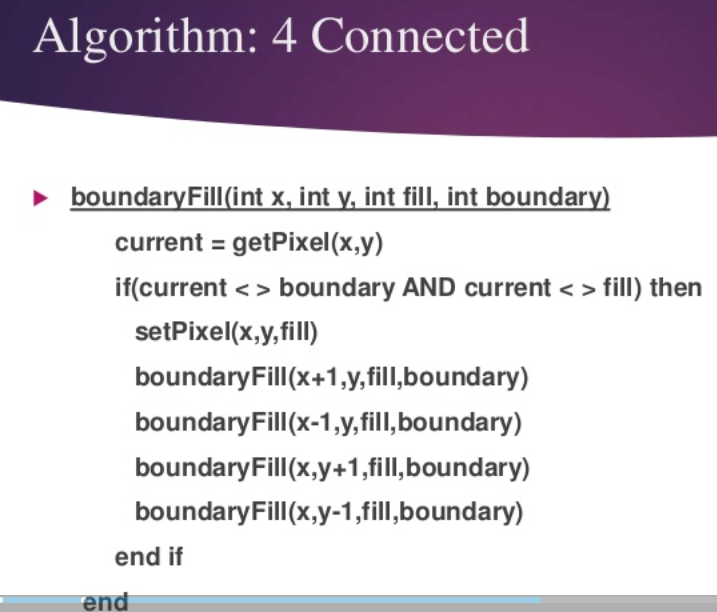 Algorithm: 4 Connected
boundaryFill(int x, int y, int fill, int boundary)
current = getPixel(x,y)
if(current < > boundary AND current < > fill) then
setPixel(x,y,fill)
boundaryFill(x+1,y,fill,boundary)
boundaryFill(x-1,y,fill,boundary)
boundaryFill(x,y+1,fill,boundary)
boundaryFill(x,y-1,fill,boundary)
end if
end